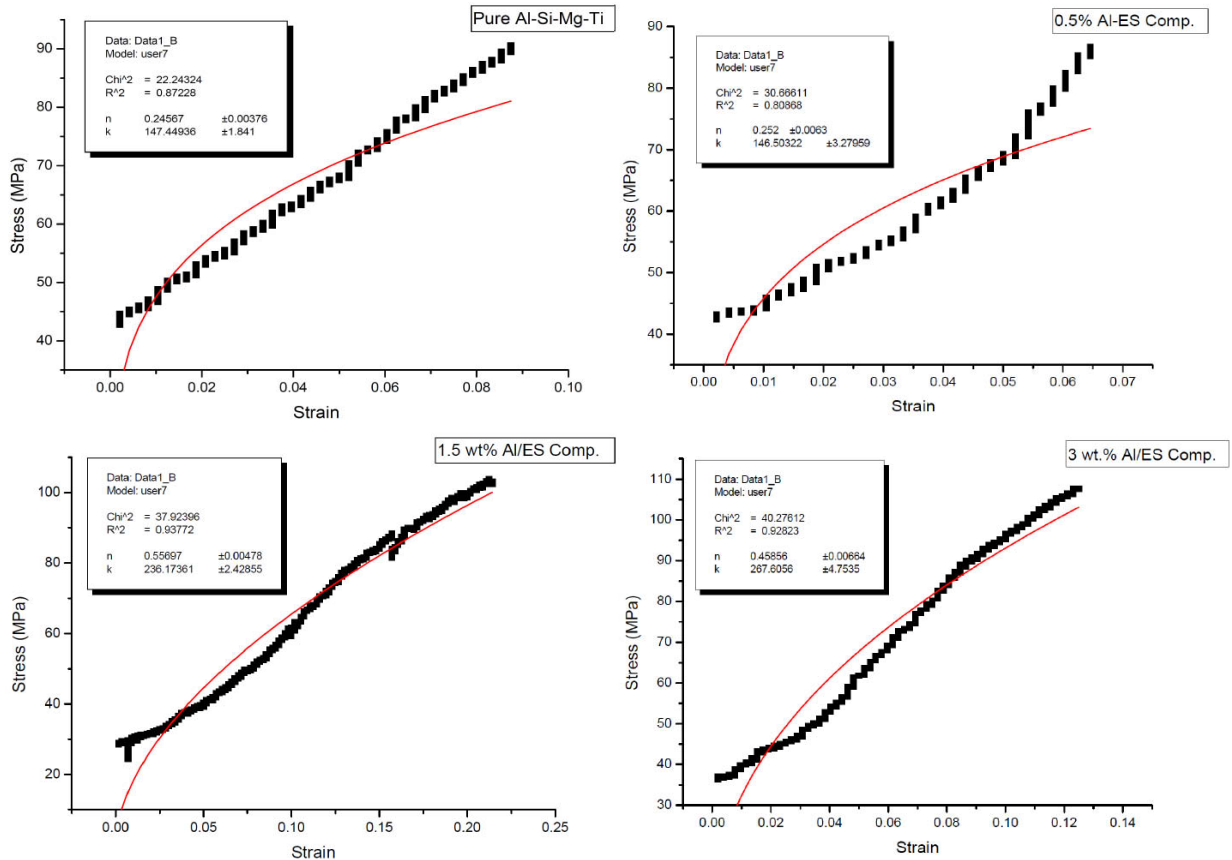 Pure Al-Si-Mg-Ti
Data: Data1_B
Model: user7
Chi^2 = 22.24324
R^2 = 0.87228
n 0.24567 ±0.00376
k 147.44936 ±1.841
90
80
70
60
50
40
Stress (MPa)
0.00 0.02 0.04 0.06 0.08 0.10
Strain
0.5% Al-ES Comp.
Data: Data1_B
Model: user7
Chi^2 = 30.66611
R^2 = 0.80868
n 0.252 ±0.0063
k 146.50322 ±3.27959
90
80
70
60
50
40
Stress (MPa)
0.00 0.01 0.02 0.03 0.04 0.05 0.06 0.07
Strain
1.5 wt% Al/ES Comp.
Data: Data1_B
Model: user7
Chi^2 = 37.92396
R^2 = 0.93772
n 0.55697 ±0.00478
k 236.17361 ±2.42855
100
80
60
40
20
Stress (MPa)
0.00 0.05 0.10 0.15 0.20 0.25
Strain
3 wt.% Al/ES Comp.
Data: Data1_B
Model: user7
Chi^2 = 40.27612
R^2 = 0.92823
n 0.45856 ±0.00664
k 267.6056 ±4.7535
110
100
90
80
70
60
50
40
30
Stress (MPa)
0.00 0.02 0.04 0.06 0.08 0.10 0.12 0.14
Strain